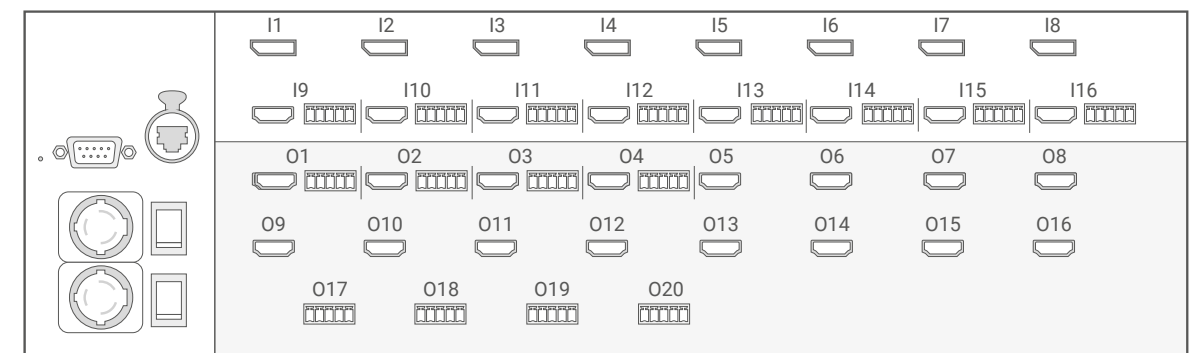 I1 I2 I3 I4 I5 I6 I7 I8
I9 I10 I11 I12 I13 I14 I15 I16
O1 O2 O3 O4 O5 O6 O7 O8
O9 O10 O11 O12 O13 O14 O15 O16
O17 O18 O19 O20